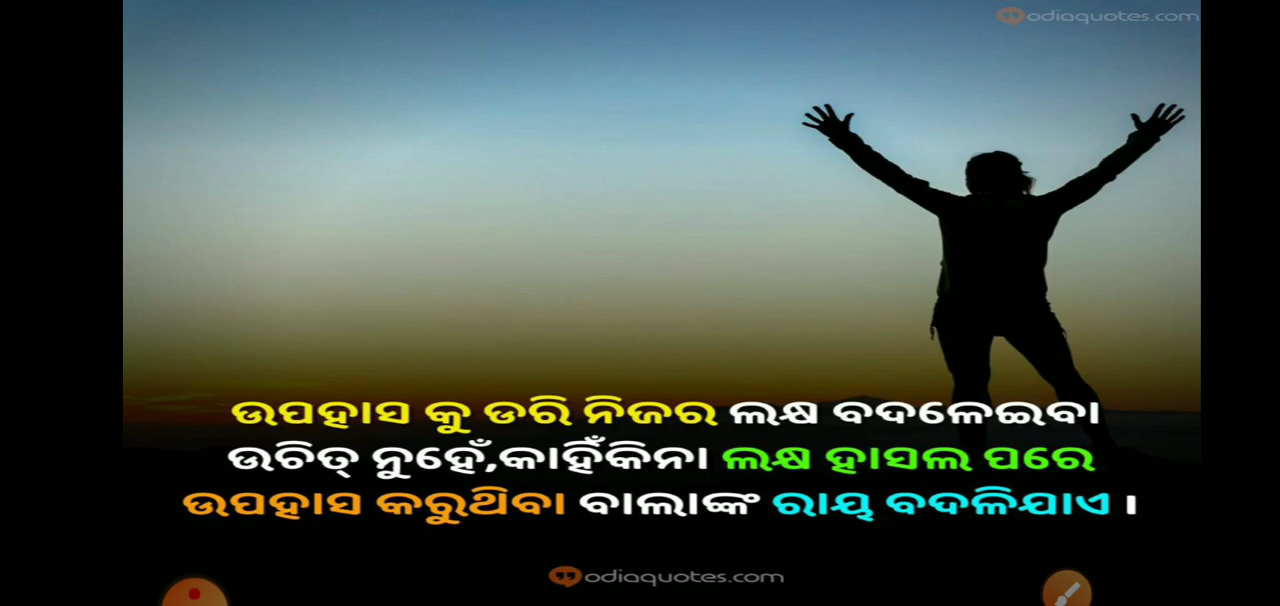 odiaquotes.com
ଉପହାସ କୁ ଡରି ନିଜର ଲକ୍ଷ ବଦଳେଇବା
ଉଚିତ୍ ନୁହେଁ,କାହିଁକିନା ଲକ୍ଷ ହାସଲ ପରେ
ଉପହାସ କରୁଥିବା ବାଲାଙ୍କ ରାୟ ବଦଳିଯାଏ ।
odiaquotes.com